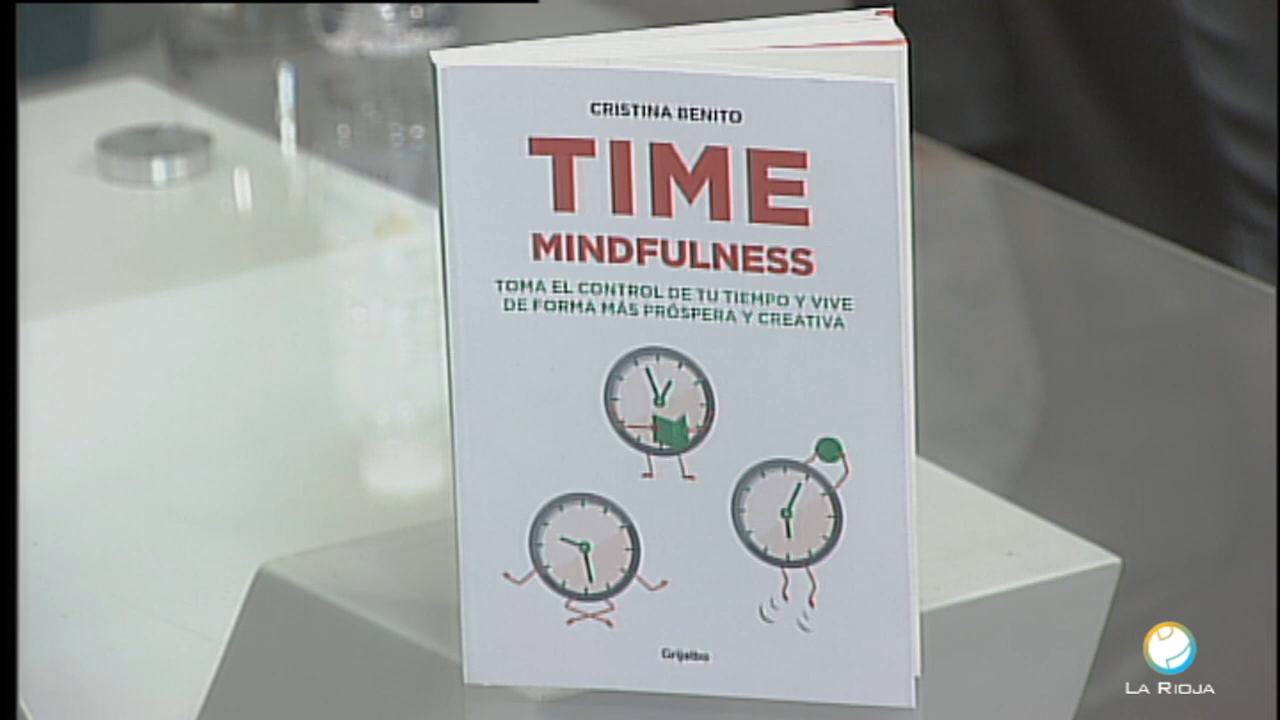 CRISTINA BENITO
TIME
MINDFULNESS
TOMA EL CONTROL DE TU TIEMPO Y VIVE
DE FORMA MÁS PRÓSPERA Y CREATIVA
Grijalbo
LA RIOJA